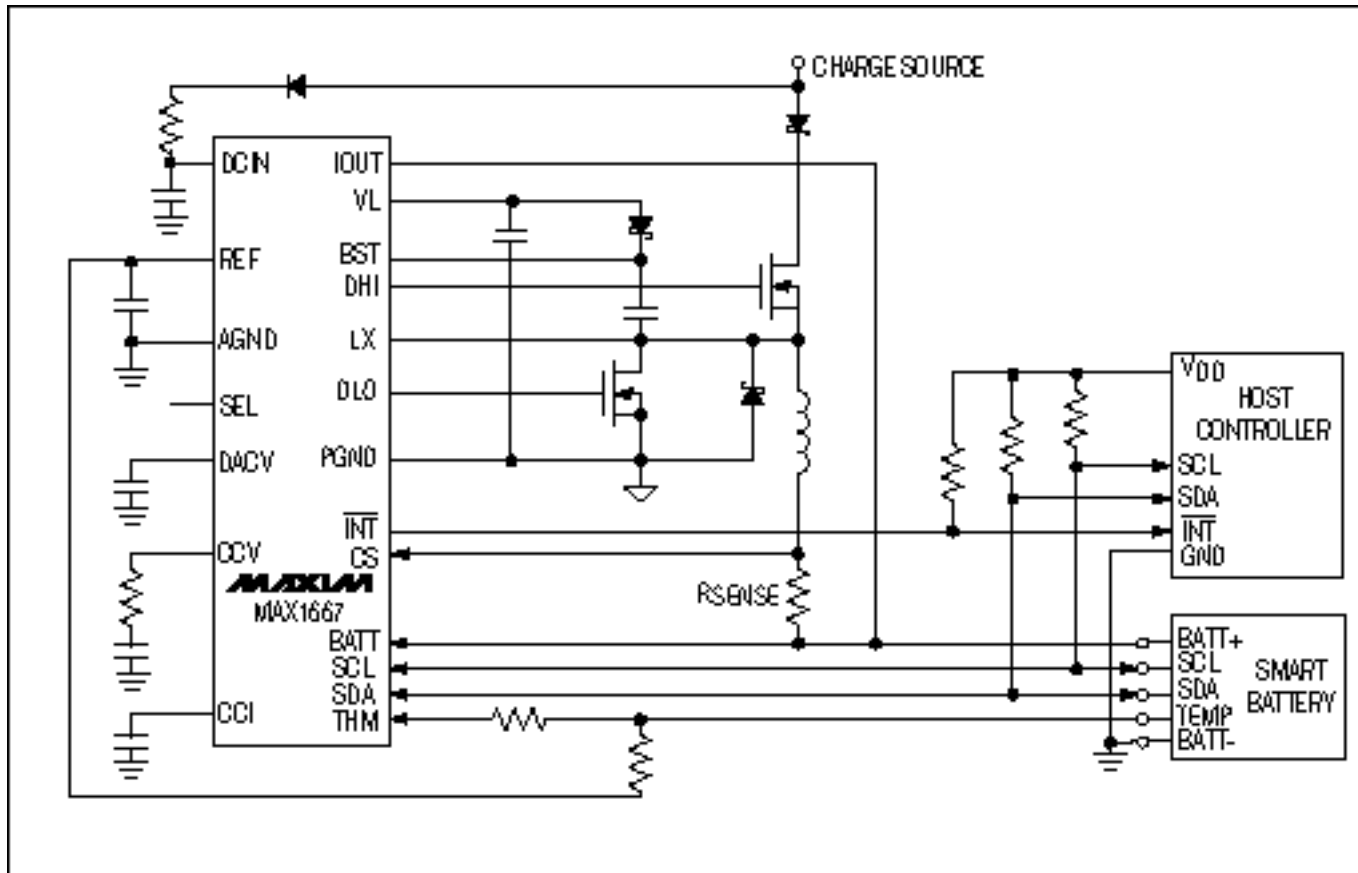 CHARGE SOURCE
DCIN
IOUT
VL
REF
BST
DHI
AGND
LX
SEL
DLO
DACV
PGND
INT
CCV
CS
MAXIM
MAX1667
BATT
SCL
SDA
CCI
THM
RSENSE
VDD
HOST
CONTROLLER
SCL
SDA
INT
GND
BATT+
SCL
SMART
SDA
BATTERY
TEMP
BATT-